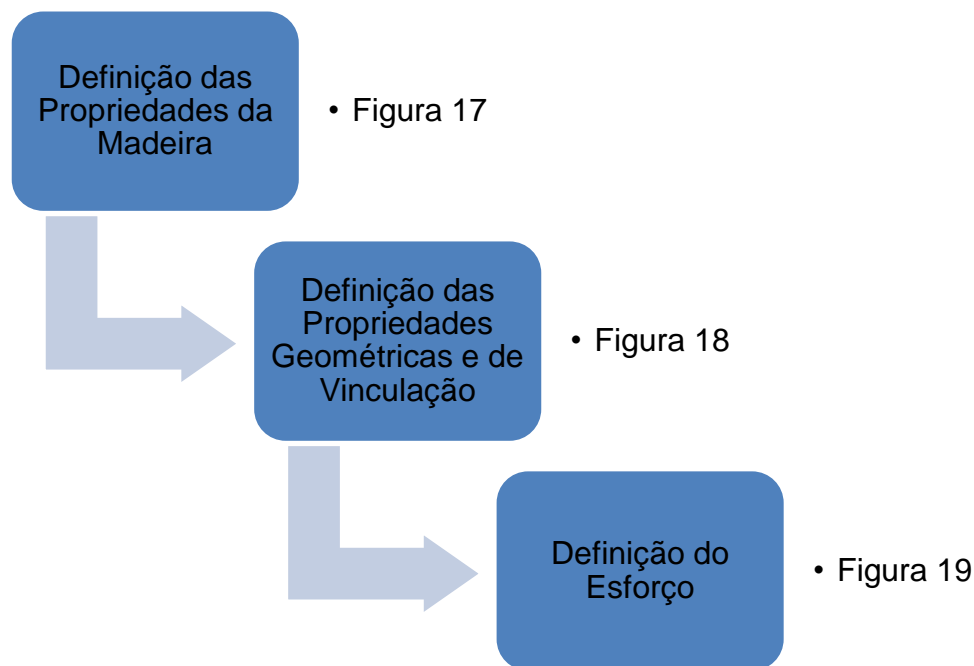 Definição das
Propriedades da
Madeira
• Figura 17
Definição das
Propriedades
Geométricas e de
Vinculação
• Figura 18
Definição do
Esforço
• Figura 19